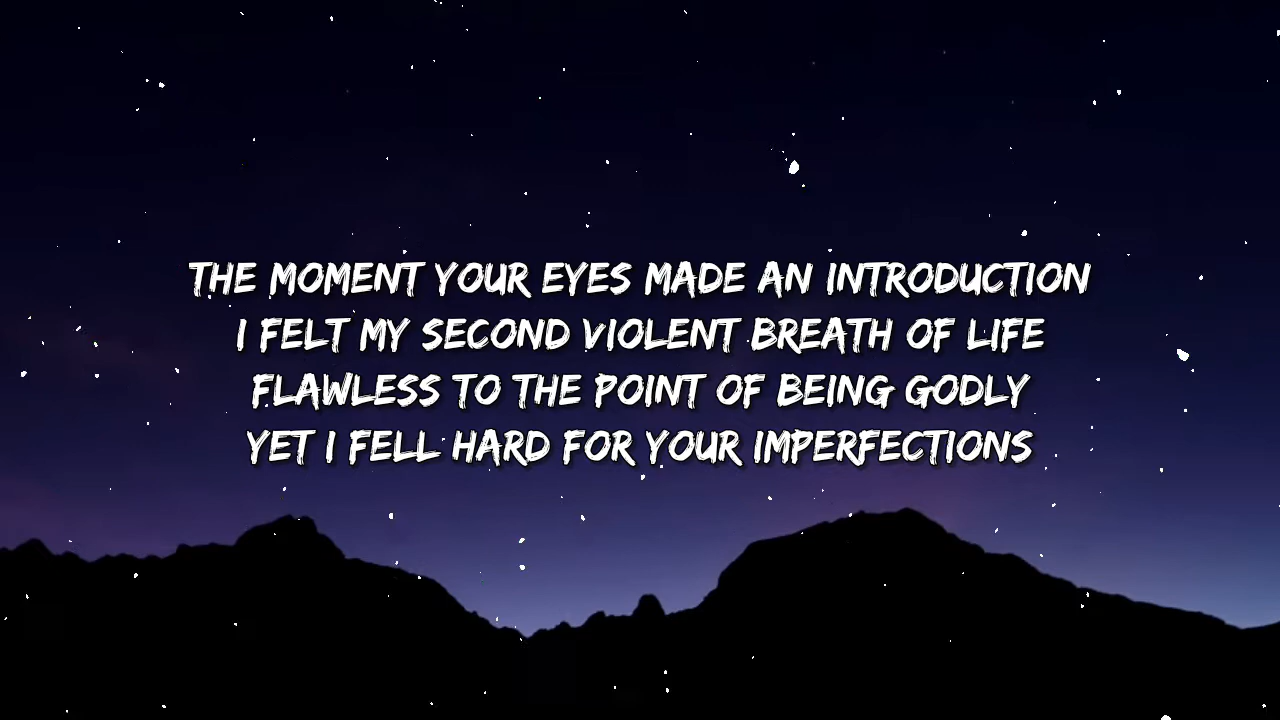 THE MOMENT YOUR EYES MADE AN INTRODUCTION
I FELT MY SECOND VIOLENT BREATH OF LIFE
FLAWLESS TO THE POINT OF BEING GODLY
YET I FELL HARD FOR YOUR IMPERFECTIONS